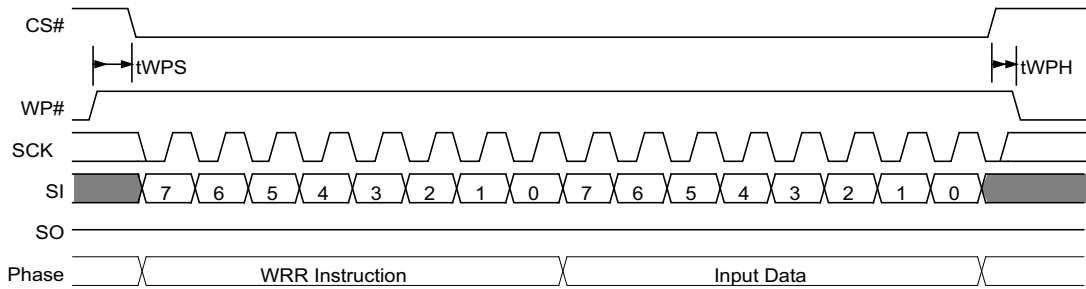 CS#
tWPS tWPH
WP#
SCK
SI 7 6 5 4 3 2 1 0 7 6 5 4 3 2 1 0
SO
Phase WRR Instruction Input Data